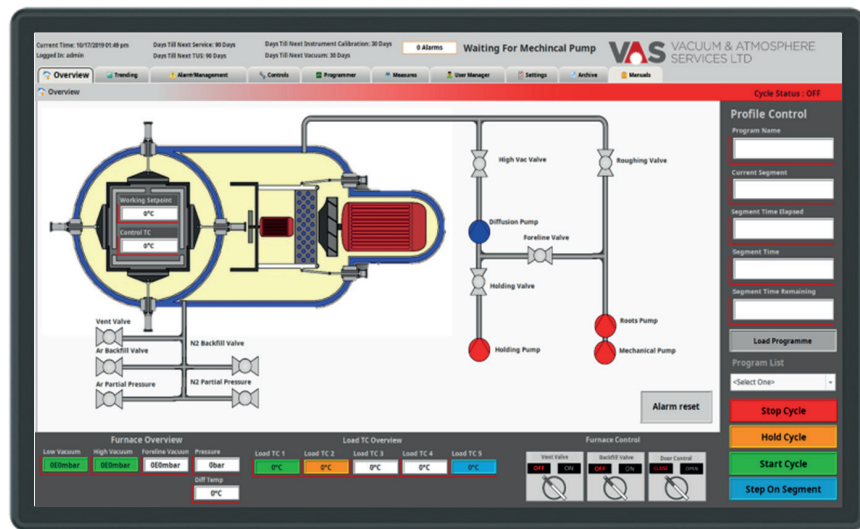 Current Time: 10/17/2019 01:49 pm
Logged In: admin
Days Till Next Service: 90 Days
Days Till Next TUS: 90 Days
Days Till Next Instrument Calibration: 30 Days
Days Till Next Vacuum: 30 Days
0 Alarms
Waiting For Mechincal Pump
VAS
VACUUM & ATMOSPHERE
SERVICES LTD
Overview
Trending
Alarm Management
Controls
Programmer
Measures
User Manager
Settings
Archive
Manuals
Overview
Cycle Status : OFF
Working Setpoint
0°C
Control TC
0°C
High Vac Valve
Roughing Valve
Diffusion Pump
Foreline Valve
Holding Valve
Roots Pump
Holding Pump
Mechanical Pump
Vent Valve
Ar Backfill Valve
N2 Backfill Valve
Ar Partial Pressure
N2 Partial Pressure
Alarm reset
Profile Control
Program Name
Current Segment
Segment Time Elapsed
Segment Time
Segment Time Remaining
Load Programme
Program List
<Select One>
Stop Cycle
Hold Cycle
Start Cycle
Step On Segment
Furnace Overview
Low Vacuum
High Vacuum
Foreline Vacuum
Pressure
0E0mbar
0E0mbar
0E0mbar
0bar
Diff Temp
0°C
Load TC Overview
Load TC 1
Load TC 2
Load TC 3
Load TC 4
Load TC 5
0°C
0°C
0°C
0°C
0°C
Furnace Control
Vent Valve
OFF
ON
Backfill Valve
OFF
ON
Door Control
CLOSE
OPEN